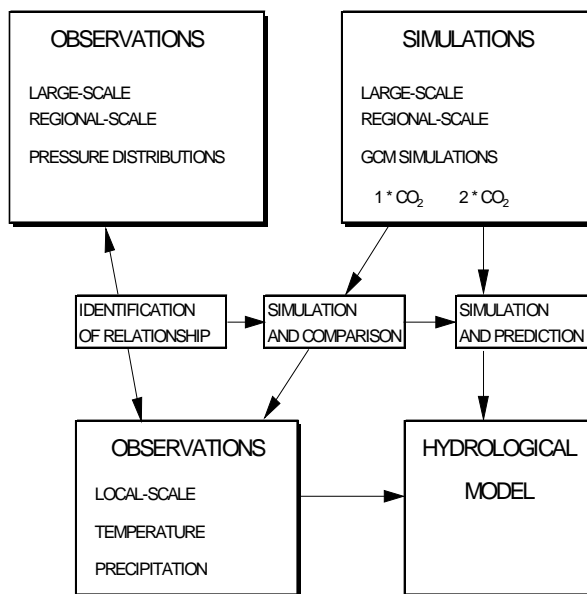 OBSERVATIONS
LARGE-SCALE
REGIONAL-SCALE
PRESSURE DISTRIBUTIONS
SIMULATIONS
LARGE-SCALE
REGIONAL-SCALE
GCM SIMULATIONS
1 * CO₂ 2 * CO₂
IDENTIFICATION
OF RELATIONSHIP
SIMULATION
AND COMPARISON
SIMULATION
AND PREDICTION
OBSERVATIONS
LOCAL-SCALE
TEMPERATURE
PRECIPITATION
HYDROLOGICAL
MODEL